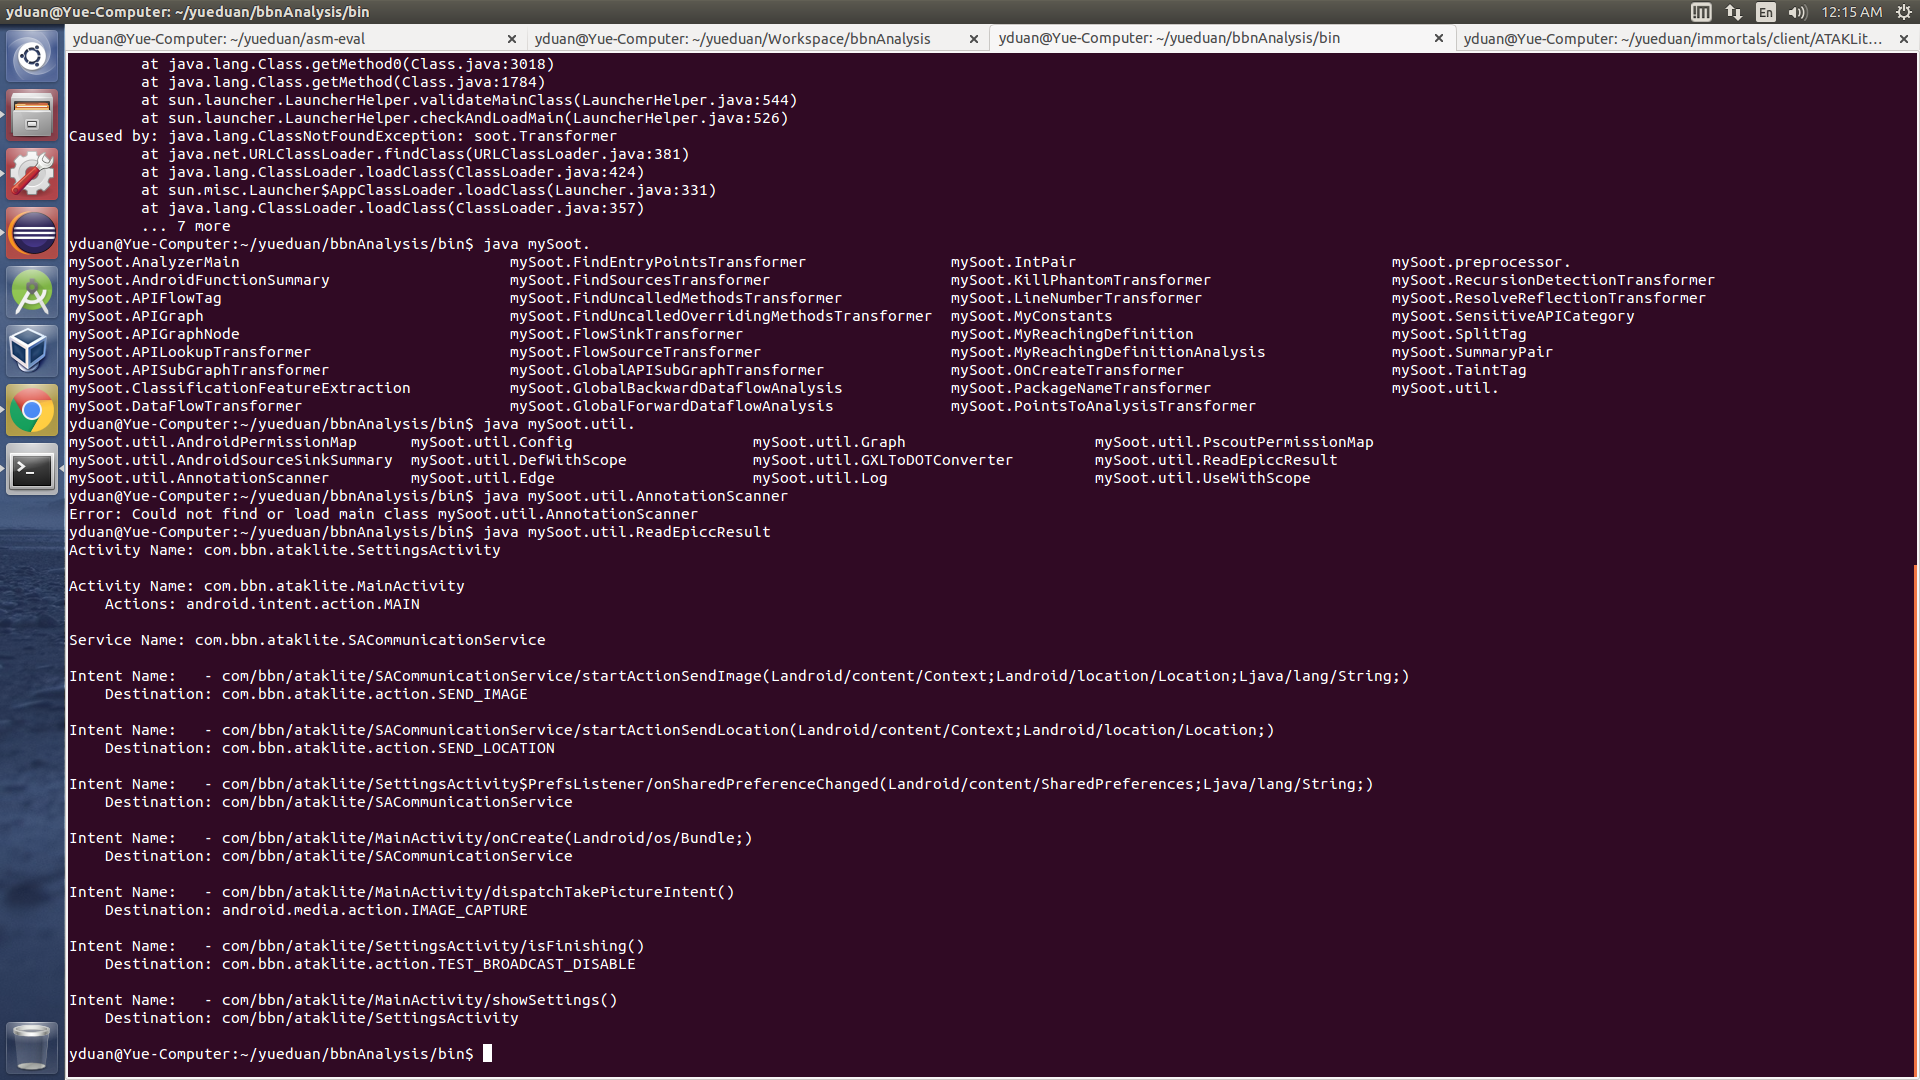 yduan@Yue-Computer: ~/yueduan/bbnAnalysis/bin
En
12:15 AM
yduan@Yue-Computer: ~/yueduan/asm-eval
yduan@Yue-Computer: ~/yueduan/Workspace/bbnAnalysis
yduan@Yue-Computer: ~/yueduan/bbnAnalysis/bin
yduan@Yue-Computer: ~/yueduan/immortals/client/ATAKLit...
at java.lang.Class.getMethod0(Class.java:3018)
at java.lang.Class.getMethod(Class.java:1784)
at sun.launcher.LauncherHelper.validateMainClass(LauncherHelper.java:544)
at sun.launcher.LauncherHelper.checkAndLoadMain(LauncherHelper.java:526)
Caused by: java.lang.ClassNotFoundException: soot.Transformer
at java.net.URLClassLoader.findClass(URLClassLoader.java:381)
at java.lang.ClassLoader.loadClass(ClassLoader.java:424)
at sun.misc.Launcher$AppClassLoader.loadClass(Launcher.java:331)
at java.lang.ClassLoader.loadClass(ClassLoader.java:357)
... 7 more
yduan@Yue-Computer:~/yueduan/bbnAnalysis/bin$ java mySoot.
mySoot.AnalyzerMain mySoot.FindEntryPointsTransformer mySoot.IntPair mySoot.preprocessor.
mySoot.AndroidFunctionSummary mySoot.FindSourcesTransformer mySoot.KillPhantomTransformer mySoot.RecursionDetectionTransformer
mySoot.APIFlowTag mySoot.FindUncalledMethodsTransformer mySoot.LineNumberTransformer mySoot.ResolveReflectionTransformer
mySoot.APIGraph mySoot.FindUncalledOverridingMethodsTransformer mySoot.MyConstants mySoot.SensitiveAPICategory
mySoot.APIGraphNode mySoot.FlowSinkTransformer mySoot.MyReachingDefinition mySoot.SplitTag
mySoot.APILookupTransformer mySoot.FlowSourceTransformer mySoot.MyReachingDefinitionAnalysis mySoot.SummaryPair
mySoot.APISubGraphTransformer mySoot.GlobalAPISubGraphTransformer mySoot.OnCreateTransformer mySoot.TaintTag
mySoot.ClassificationFeatureExtraction mySoot.GlobalBackwardDataflowAnalysis mySoot.PackageNameTransformer mySoot.util.
mySoot.DataFlowTransformer mySoot.GlobalForwardDataflowAnalysis mySoot.PointsToAnalysisTransformer
yduan@Yue-Computer:~/yueduan/bbnAnalysis/bin$ java mySoot.util.
mySoot.util.AndroidPermissionMap mySoot.util.Config mySoot.util.Graph mySoot.util.PscoutPermissionMap
mySoot.util.AndroidSourceSinkSummary mySoot.util.DefWithScope mySoot.util.GXLToDOTConverter mySoot.util.ReadEpiccResult
mySoot.util.AnnotationScanner mySoot.util.Edge mySoot.util.Log mySoot.util.UseWithScope
yduan@Yue-Computer:~/yueduan/bbnAnalysis/bin$ java mySoot.util.AnnotationScanner
Error: Could not find or load main class mySoot.util.AnnotationScanner
yduan@Yue-Computer:~/yueduan/bbnAnalysis/bin$ java mySoot.util.ReadEpiccResult
Activity Name: com.bbn.ataklite.SettingsActivity
Activity Name: com.bbn.ataklite.MainActivity
Actions: android.intent.action.MAIN
Service Name: com.bbn.ataklite.SACommunicationService
Intent Name:   - com/bbn/ataklite/SACommunicationService/startActionSendImage(Landroid/content/Context;Landroid/location/Location;Ljava/lang/String;)
Destination: com.bbn.ataklite.action.SEND_IMAGE
Intent Name:   - com/bbn/ataklite/SACommunicationService/startActionSendLocation(Landroid/content/Context;Landroid/location/Location;)
Destination: com.bbn.ataklite.action.SEND_LOCATION
Intent Name:   - com/bbn/ataklite/SettingsActivity$PrefsListener/onSharedPreferenceChanged(Landroid/content/SharedPreferences;Ljava/lang/String;)
Destination: com/bbn/ataklite/SACommunicationService
Intent Name:   - com/bbn/ataklite/MainActivity/onCreate(Landroid/os/Bundle;)
Destination: com/bbn/ataklite/SACommunicationService
Intent Name:   - com/bbn/ataklite/MainActivity/dispatchTakePictureIntent()
Destination: android.media.action.IMAGE_CAPTURE
Intent Name:   - com/bbn/ataklite/SettingsActivity/isFinishing()
Destination: com.bbn.ataklite.action.TEST_BROADCAST_DISABLE
Intent Name:   - com/bbn/ataklite/MainActivity/showSettings()
Destination: com/bbn/ataklite/SettingsActivity
yduan@Yue-Computer:~/yueduan/bbnAnalysis/bin$